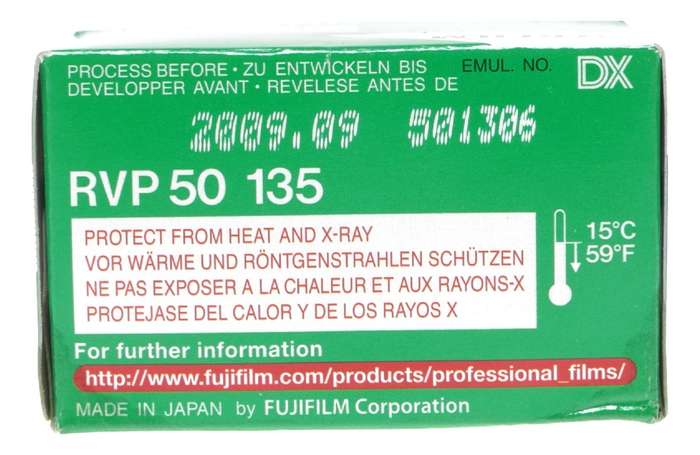 PROCESS BEFORE • ZU ENTWICKELN BIS EMUL. NO. DX
DEVELOPPER AVANT • REVELESE ANTES DE
2009.09 501306
RVP 50 135
PROTECT FROM HEAT AND X-RAY
VOR WÄRME UND RÖNTGENSTRAHLEN SCHÜTZEN
NE PAS EXPOSER A LA CHALEUR ET AUX RAYONS-X
PROTEJASE DEL CALOR Y DE LOS RAYOS X
15°C
59°F
For further information
http://www.fujifilm.com/products/professional_films/
MADE IN JAPAN by FUJIFILM Corporation